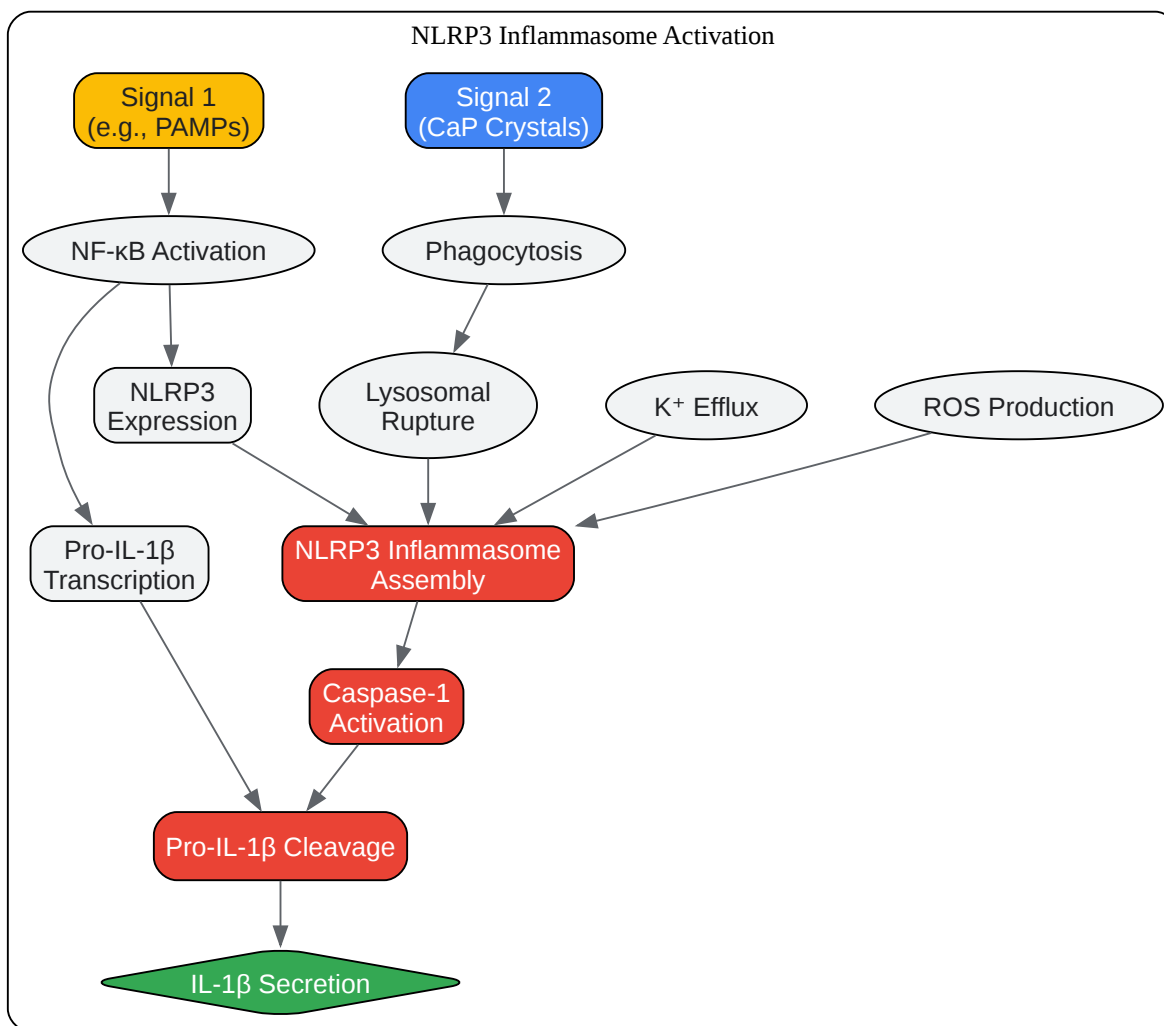 NLRP3 Inflammasome Activation
Signal 1
(e.g., PAMPs)
Signal 2
(CaP Crystals)
NF-κB Activation
Phagocytosis
NLRP3
Expression
Lysosomal
Rupture
K⁺ Efflux
ROS Production
Pro-IL-1β
Transcription
NLRP3 Inflammasome
Assembly
Caspase-1
Activation
Pro-IL-1β Cleavage
IL-1β Secretion